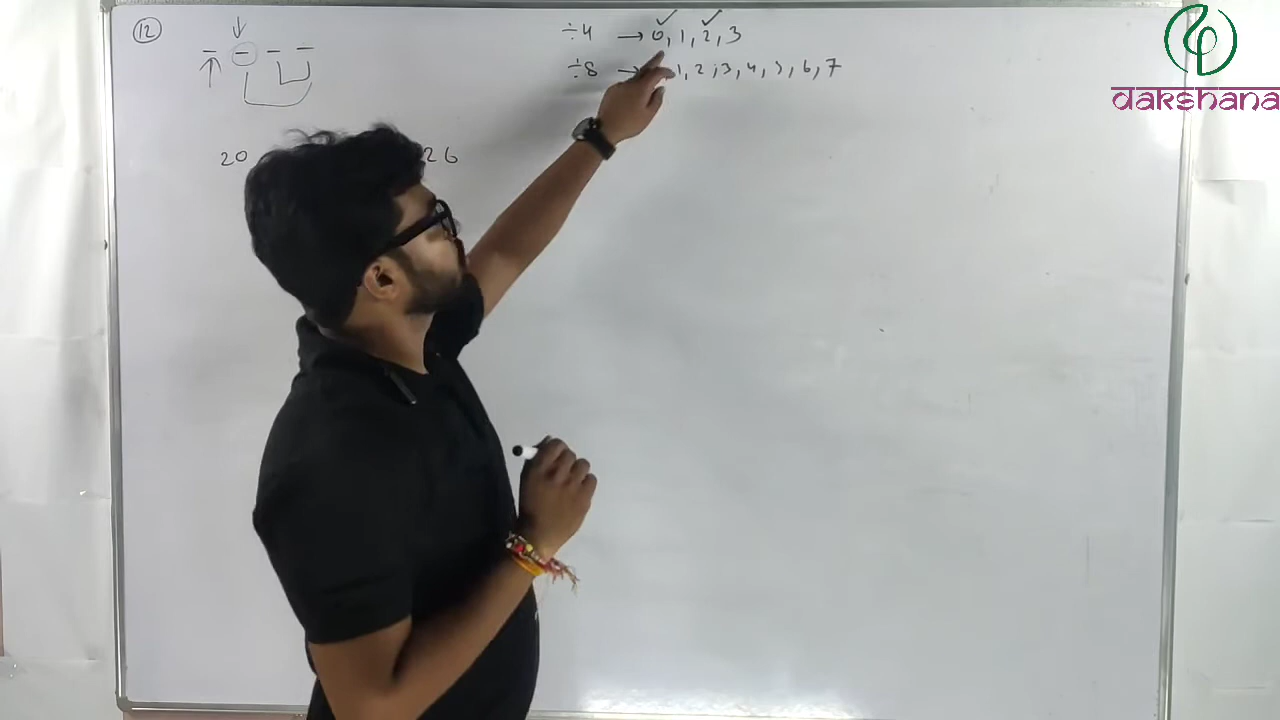 12
÷4 → 0, 1, 2, 3
÷8 → 1, 2, 3, 4, 5, 6, 7
20 26
dakshana